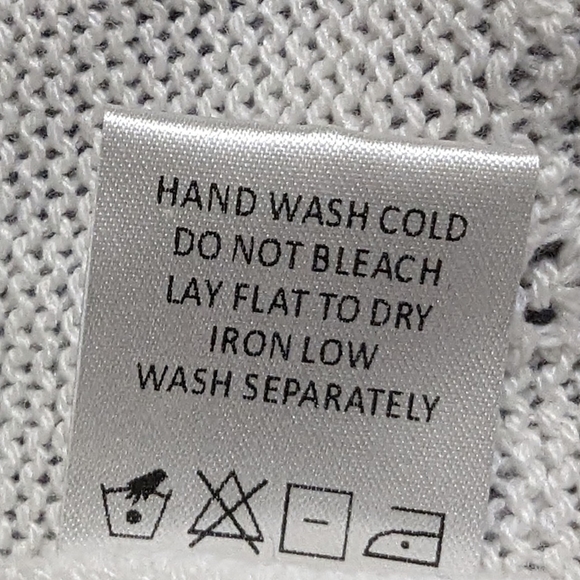 HAND WASH COLD
DO NOT BLEACH
LAY FLAT TO DRY
IRON LOW
WASH SEPARATELY